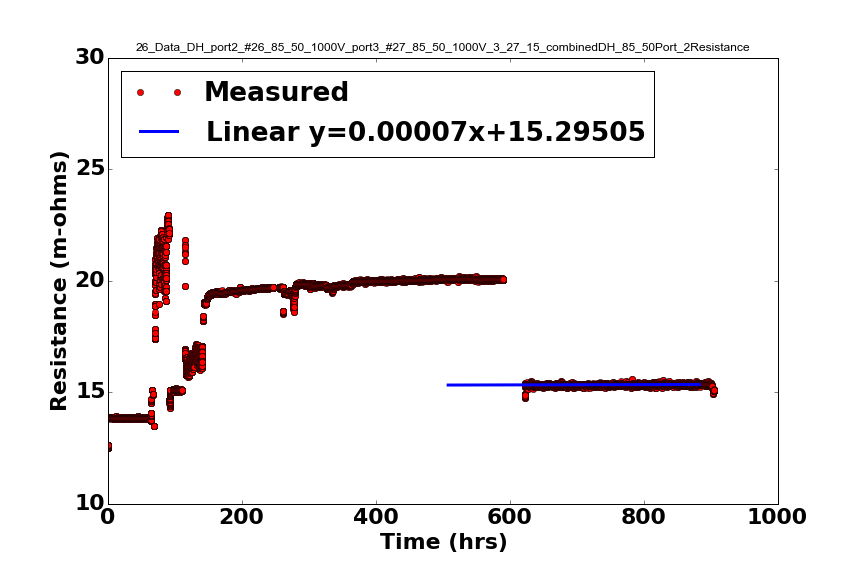 26_Data_DH_port2_#26_85_50_1000V_port3_#27_85_50_1000V_3_27_15_combinedDH_85_50Port_2Resistance
30
Measured
Linear y=0.00007x+15.29505
25
20
15
10
Resistance (m-ohms)
0 200 400 600 800 1000
Time (hrs)